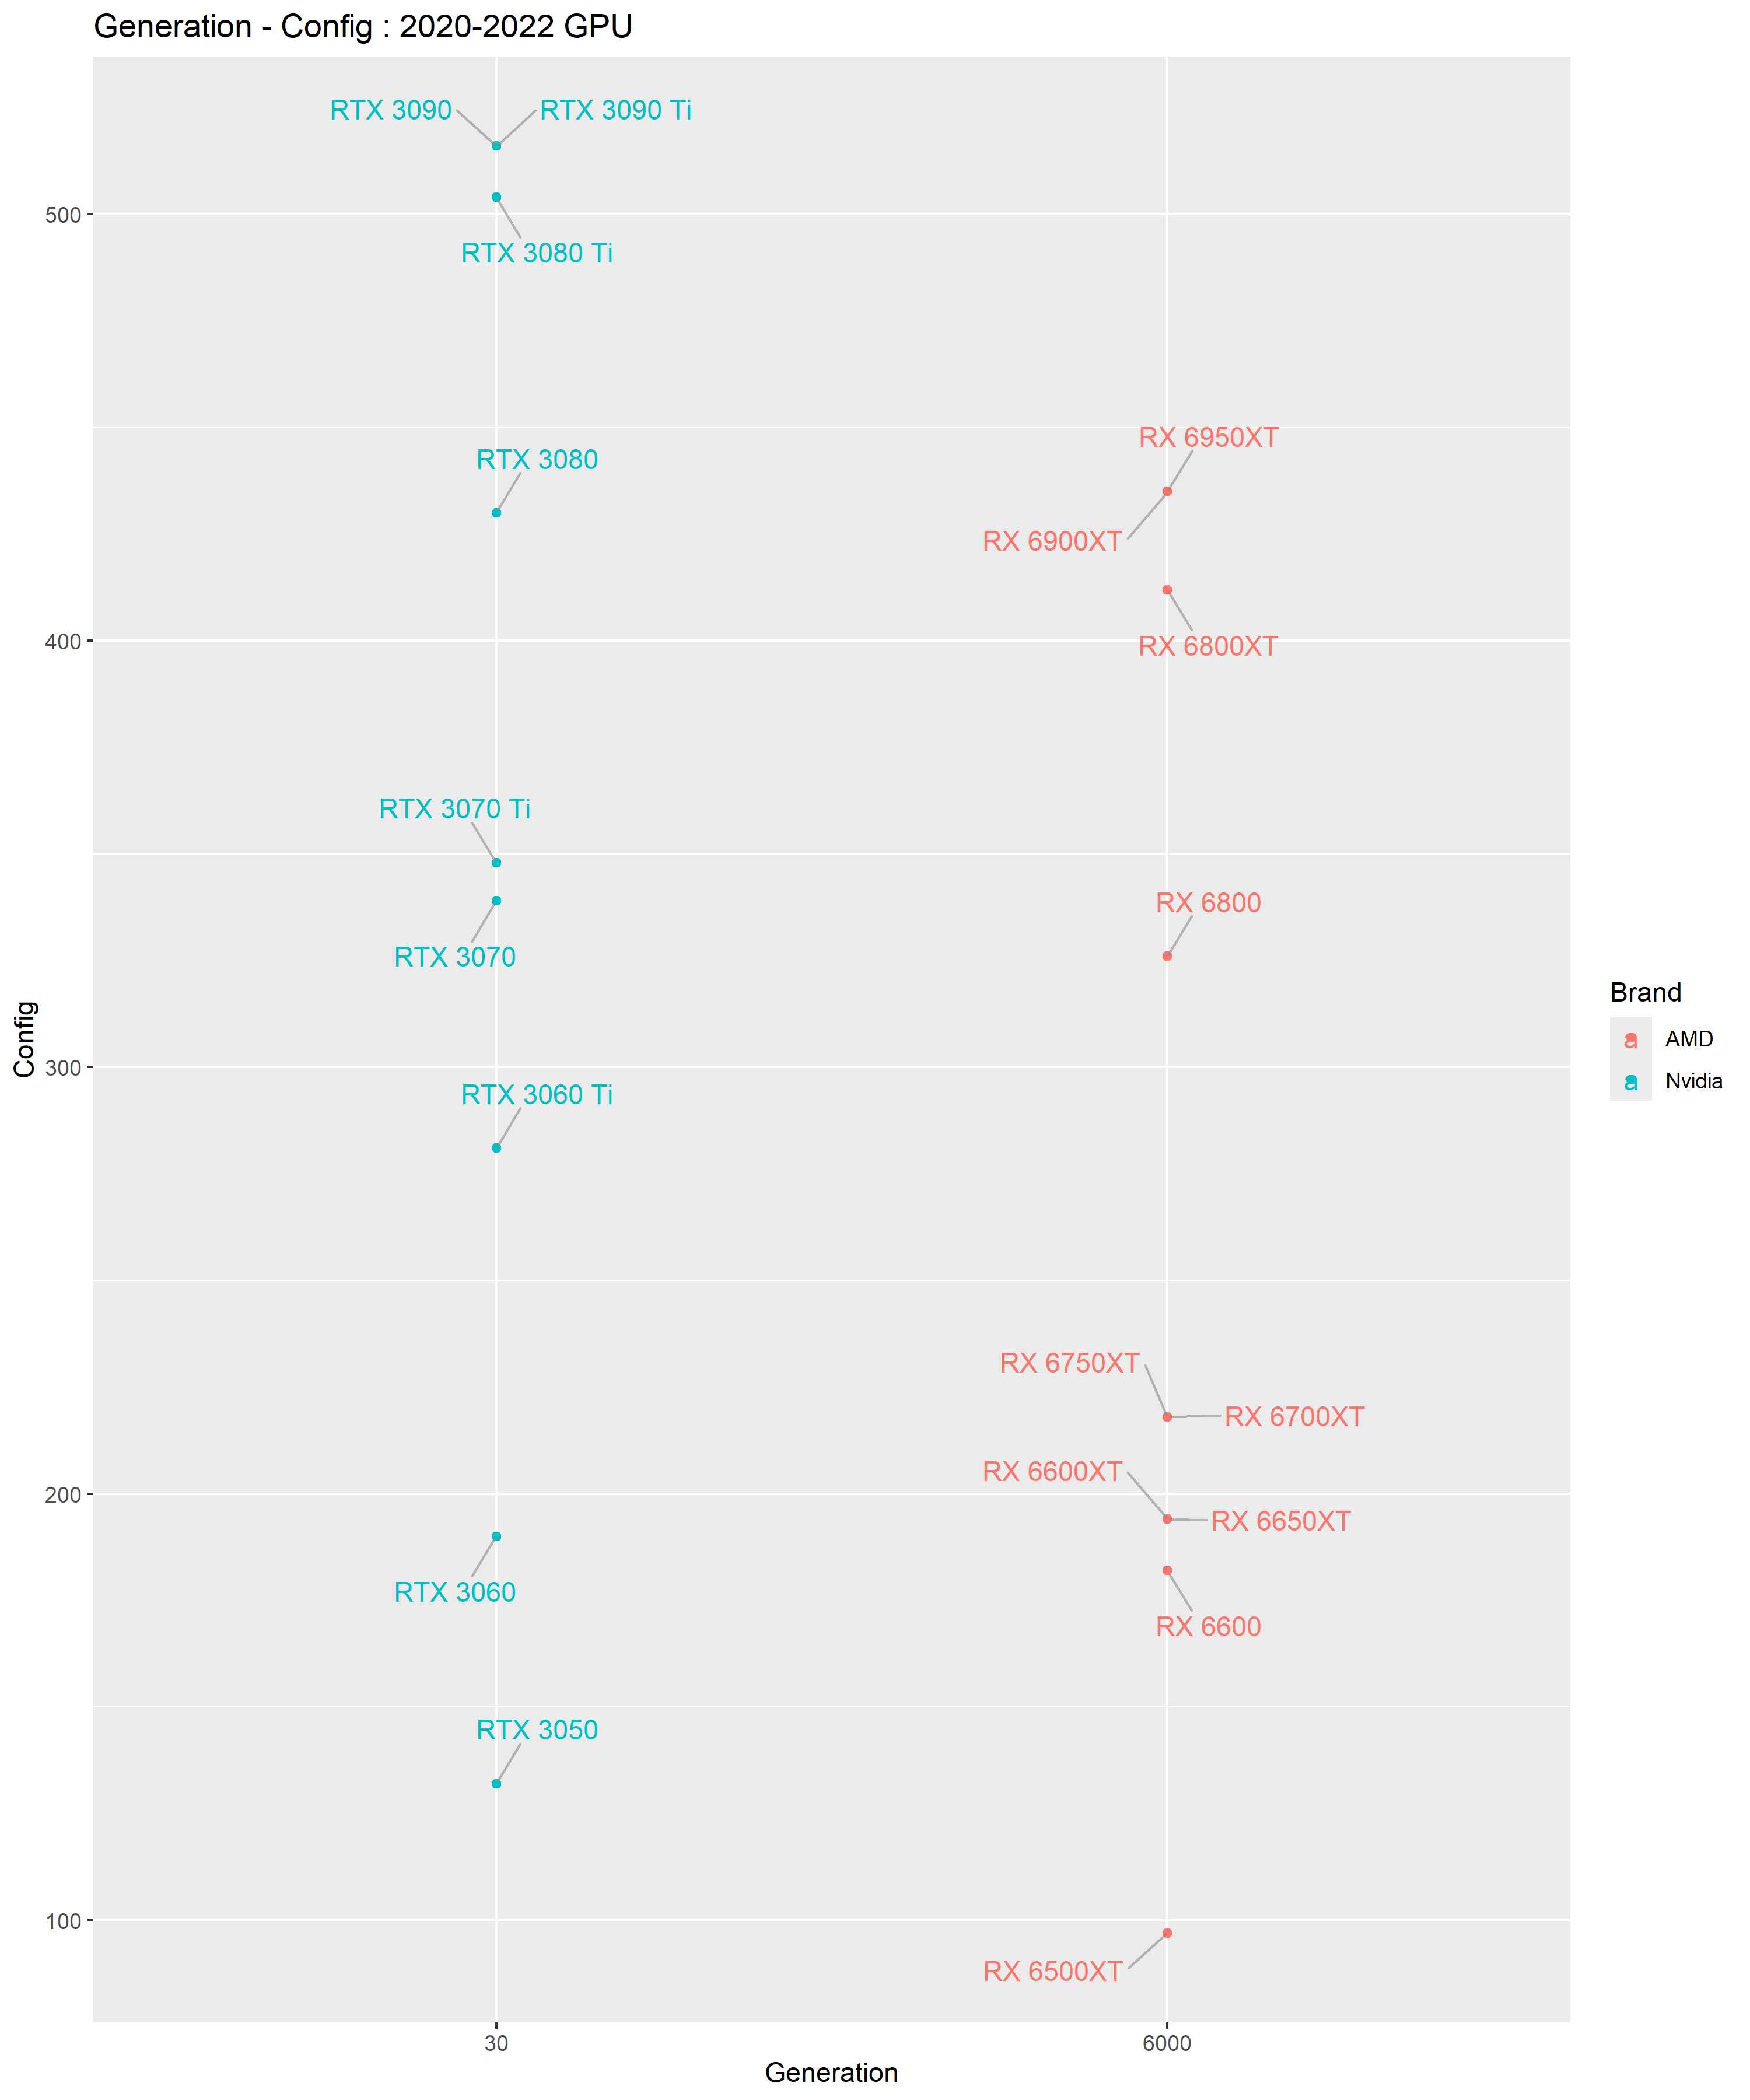 Generation - Config : 2020-2022 GPU
RTX 3090
RTX 3090 Ti
500
RTX 3080 Ti
RX 6950XT
RTX 3080
RX 6900XT
400
RX 6800XT
RTX 3070 Ti
RX 6800
RTX 3070
Brand
AMD
Nvidia
Config
300
RTX 3060 Ti
RX 6750XT
RX 6700XT
RX 6600XT
200
RX 6650XT
RTX 3060
RX 6600
RTX 3050
100
RX 6500XT
30
6000
Generation